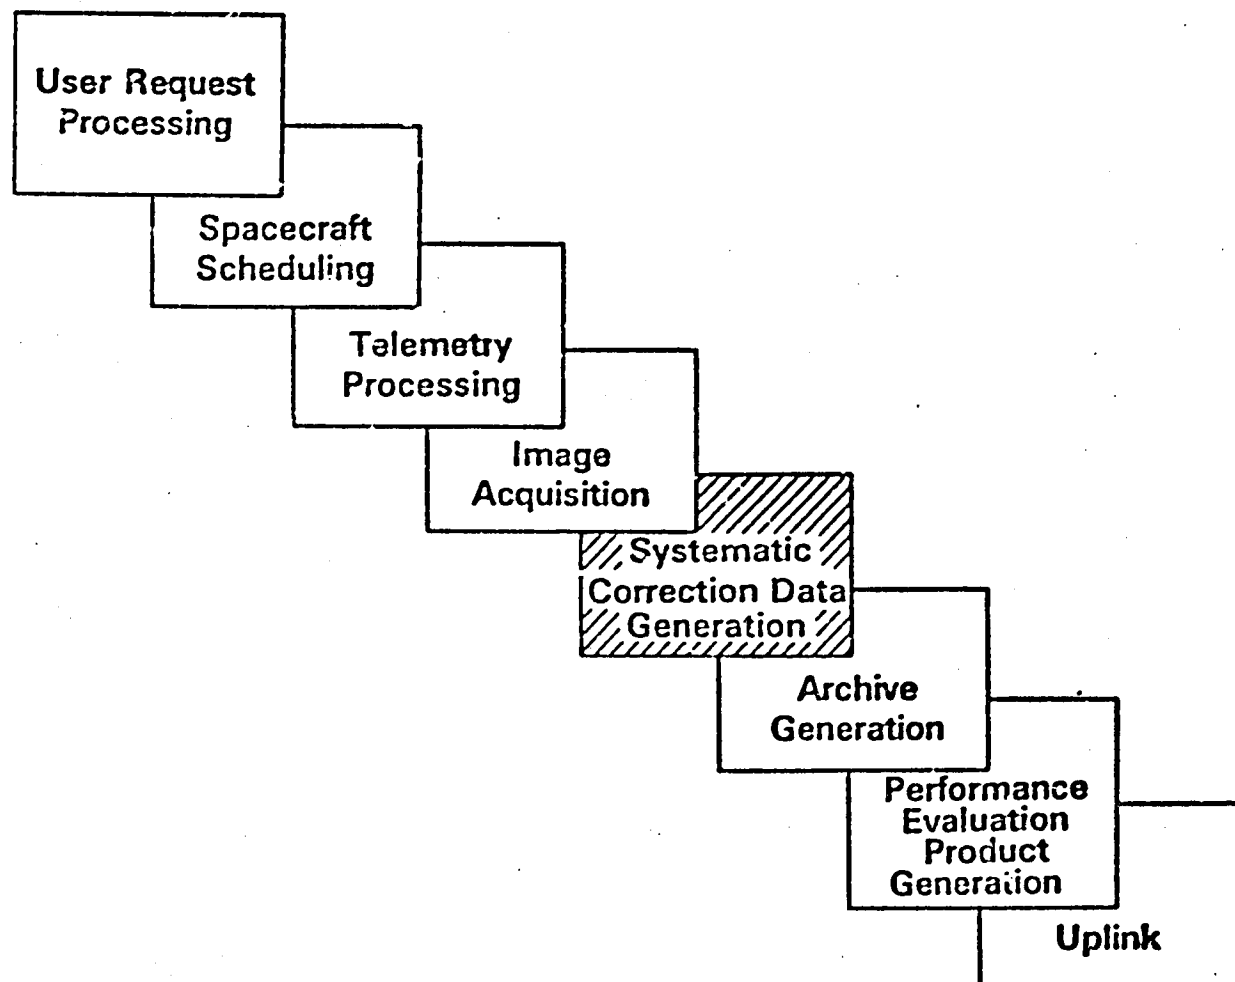 User Request
Processing
Spacecraft
Scheduling
Telemetry
Processing
Image
Acquisition
Systematic
Correction Data
Generation
Archive
Generation
Performance
Evaluation
Product
Generation
Uplink